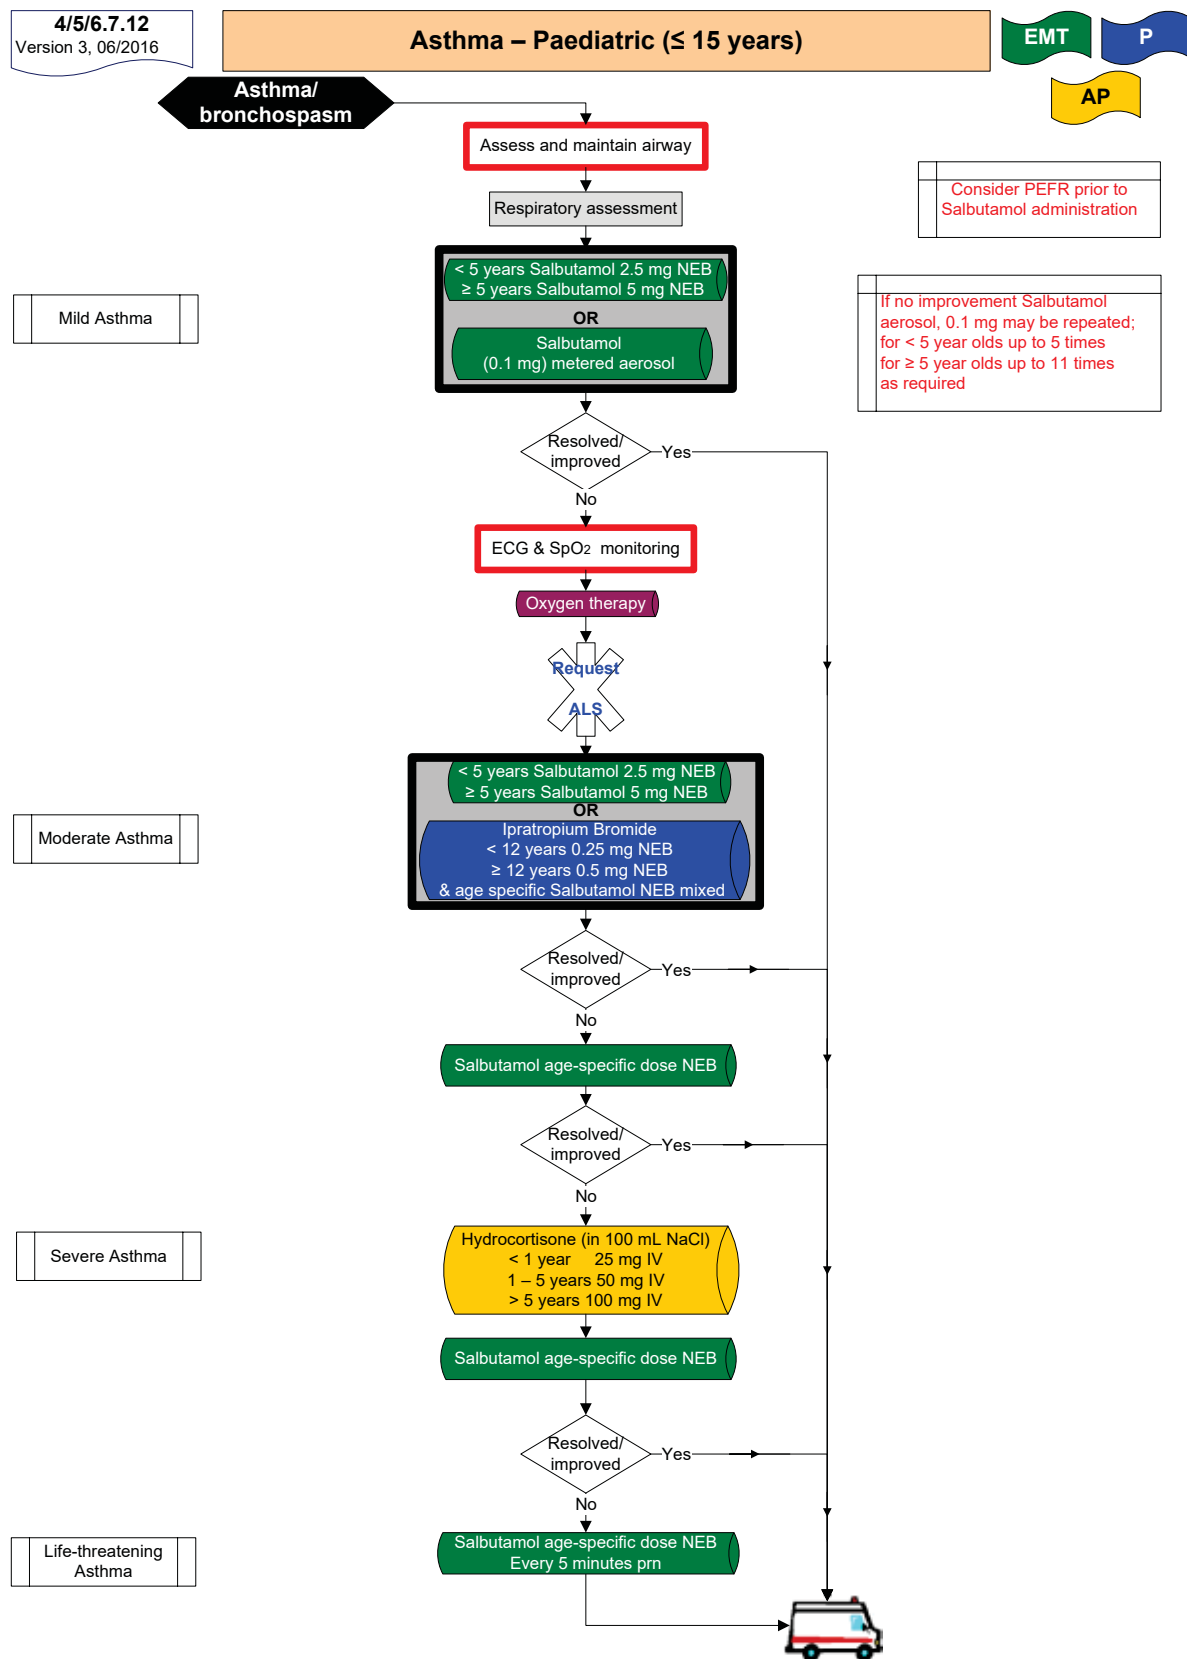 4/5/6.7.12
Version 3, 06/2016
Asthma – Paediatric (≤ 15 years)
EMT
P
AP
Asthma/
bronchospasm
Assess and maintain airway
Consider PEFR prior to
Salbutamol administration
Respiratory assessment
< 5 years Salbutamol 2.5 mg NEB
≥ 5 years Salbutamol 5 mg NEB
OR
Salbutamol
(0.1 mg) metered aerosol
Mild Asthma
If no improvement Salbutamol
aerosol, 0.1 mg may be repeated;
for < 5 year olds up to 5 times
for ≥ 5 year olds up to 11 times
as required
Resolved/
improved
Yes
No
ECG & SpO2 monitoring
Oxygen therapy
Request
ALS
< 5 years Salbutamol 2.5 mg NEB
≥ 5 years Salbutamol 5 mg NEB
OR
Ipratropium Bromide
< 12 years 0.25 mg NEB
≥ 12 years 0.5 mg NEB
& age specific Salbutamol NEB mixed
Moderate Asthma
Resolved/
improved
Yes
No
Salbutamol age-specific dose NEB
Resolved/
improved
Yes
No
Severe Asthma
Hydrocortisone (in 100 mL NaCl)
< 1 year 25 mg IV
1 – 5 years 50 mg IV
> 5 years 100 mg IV
Salbutamol age-specific dose NEB
Resolved/
improved
Yes
No
Life-threatening
Asthma
Salbutamol age-specific dose NEB
Every 5 minutes prn